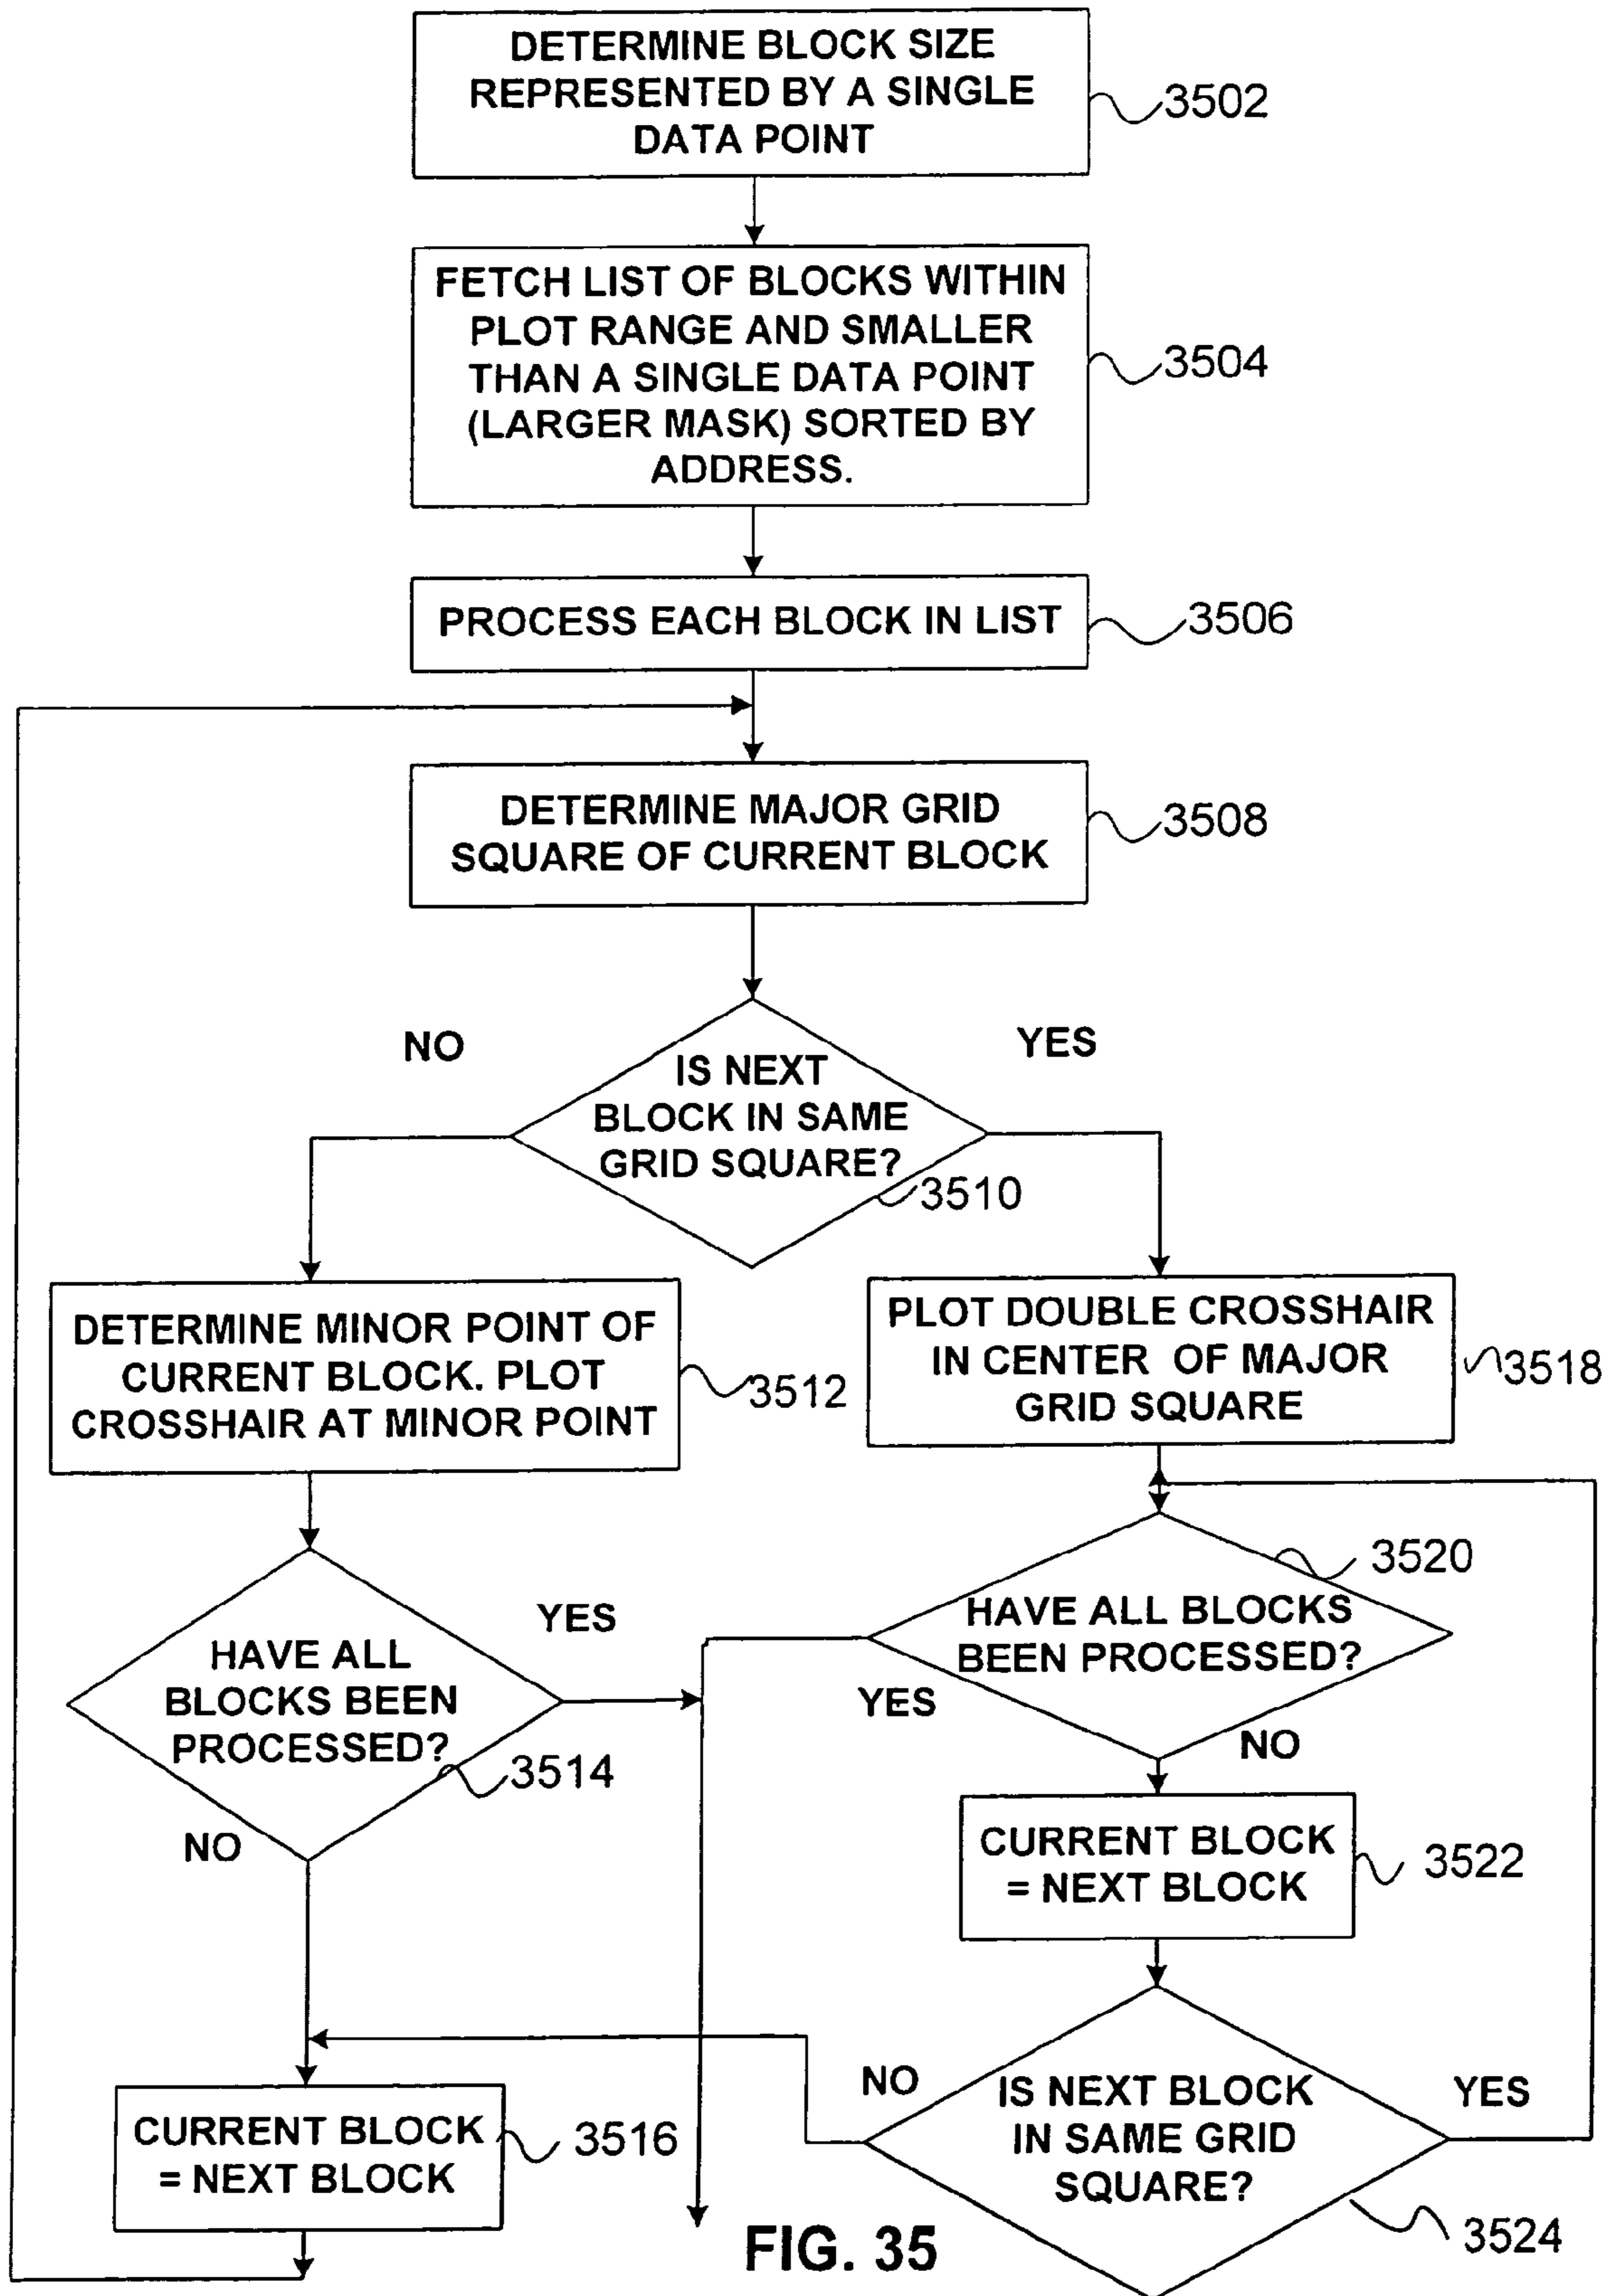 DETERMINE BLOCK SIZE
REPRESENTED BY A SINGLE
DATA POINT
3502
FETCH LIST OF BLOCKS WITHIN
PLOT RANGE AND SMALLER
THAN A SINGLE DATA POINT
(LARGER MASK) SORTED BY
ADDRESS.
3504
PROCESS EACH BLOCK IN LIST
3506
DETERMINE MAJOR GRID
SQUARE OF CURRENT BLOCK
3508
NO
YES
IS NEXT
BLOCK IN SAME
GRID SQUARE?
3510
DETERMINE MINOR POINT OF
CURRENT BLOCK. PLOT
CROSSHAIR AT MINOR POINT
3512
PLOT DOUBLE CROSSHAIR
IN CENTER OF MAJOR
GRID SQUARE
3518
HAVE ALL
BLOCKS BEEN
PROCESSED?
3514
YES
NO
3520
HAVE ALL BLOCKS
BEEN PROCESSED?
YES
NO
CURRENT BLOCK
= NEXT BLOCK
3522
CURRENT BLOCK
= NEXT BLOCK
3516
NO
IS NEXT BLOCK
IN SAME GRID
SQUARE?
YES
3524
FIG. 35